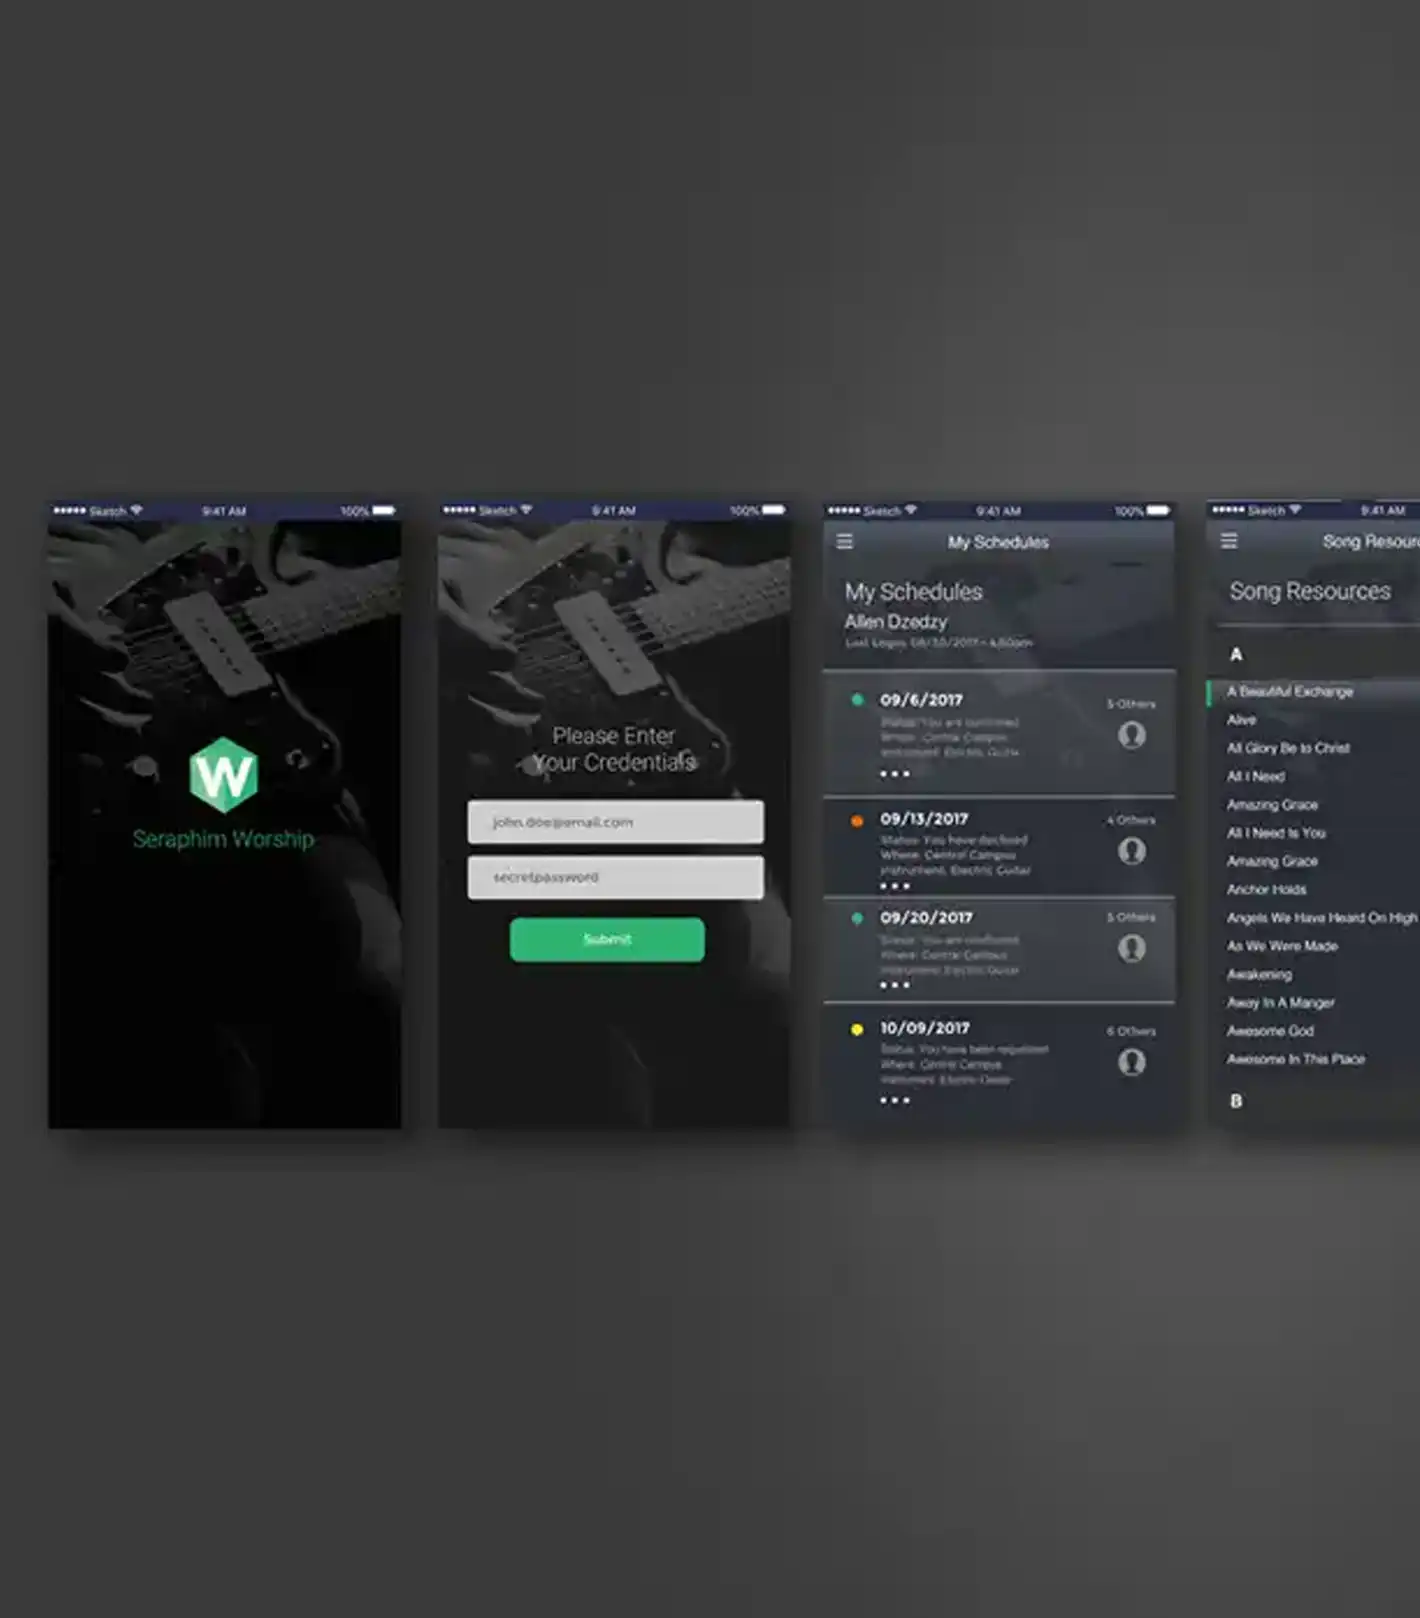 Sketch 9:41 AM 100%
W
Seraphim Worship
Sketch 9:41 AM 100%
Please Enter
Your Credentials
john.doe@email.com
secretpassword
Submit
Sketch 9:41 AM 100%
My Schedules
My Schedules
Allen Dzedzy
09/6/2017
5 Others
Status: You are confirmed
Where: Central Campus
Instrument: Electric Guitar
09/13/2017
4 Others
Status: You have declined
Where: Central Campus
Instrument: Electric Guitar
09/20/2017
5 Others
Status: You are confirmed
Where: Central Campus
Instrument: Electric Guitar
10/09/2017
6 Others
Status: You have been requested
Where: Central Campus
Instrument: Electric Guitar
Sketch 9:41 AM
Song Resourc
Song Resources
A
A Beautiful Exchange
Alive
All Glory Be to Christ
All I Need
Amazing Grace
All I Need Is You
Amazing Grace
Anchor Holds
Angels We Have Heard On High
As We Were Made
Awakening
Away In A Manger
Awesome God
Awesome In This Place
B